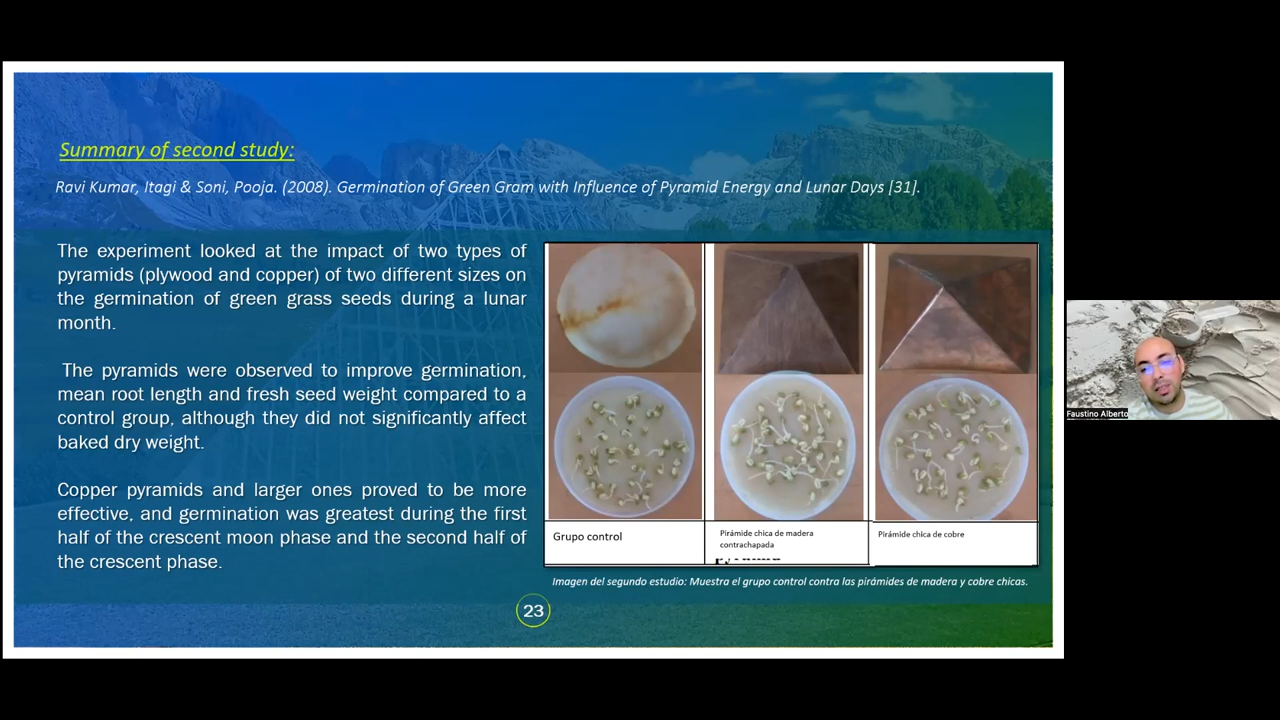 Summary of second study:
Ravi Kumar, Itagi & Soni, Pooja. (2008). Germination of Green Gram with Influence of Pyramid Energy and Lunar Days [31].
The experiment looked at the impact of two types of
pyramids (plywood and copper) of two different sizes on
the germination of green grass seeds during a lunar
month.
The pyramids were observed to improve germination,
mean root length and fresh seed weight compared to a
control group, although they did not significantly affect
baked dry weight.
Copper pyramids and larger ones proved to be more
effective, and germination was greatest during the first
half of the crescent moon phase and the second half of
the crescent phase.
Grupo control
Pirámide chica de madera
contrachapada
Pirámide chica de cobre
Imagen del segundo estudio: Muestra el grupo control contra las pirámides de madera y cobre chicas.
23
Faustino Alberto